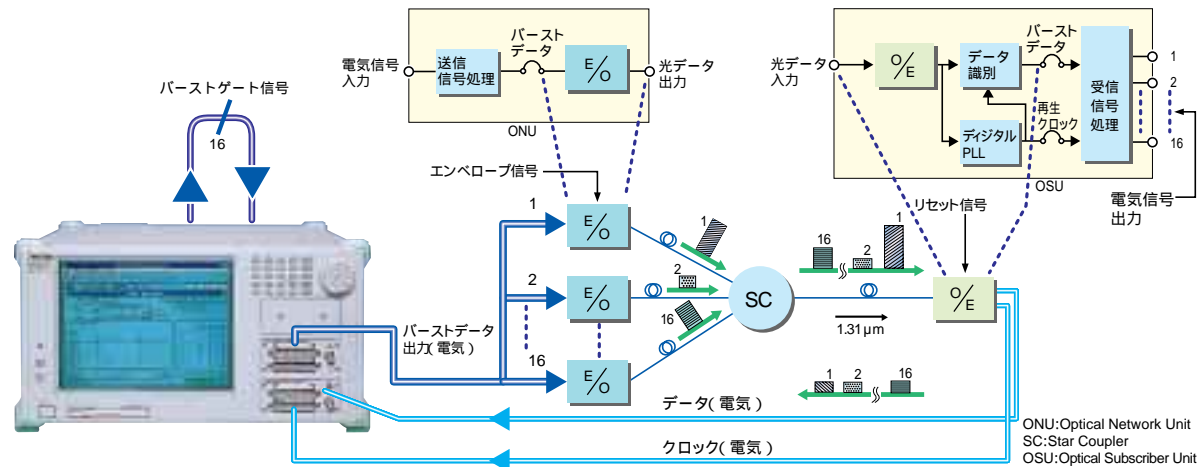 バースト
データ
電気信号
入力
送信
信号処理
E/O
光データ
出力
ONU
光データ
入力
O/E
データ
識別
バースト
データ
再生
クロック
ディジタル
PLL
受信
信号
処理
1
2
16
OSU
電気信号
出力
バーストゲート信号
16
エンベロープ信号
リセット信号
1
E/O
1
2
E/O
2
16
E/O
16
SC
16
2
1
O/E
1.31μm
バーストデータ
出力(電気)
1
2
16
データ(電気)
クロック(電気)
ONU:Optical Network Unit
SC:Star Coupler
OSU:Optical Subscriber Unit